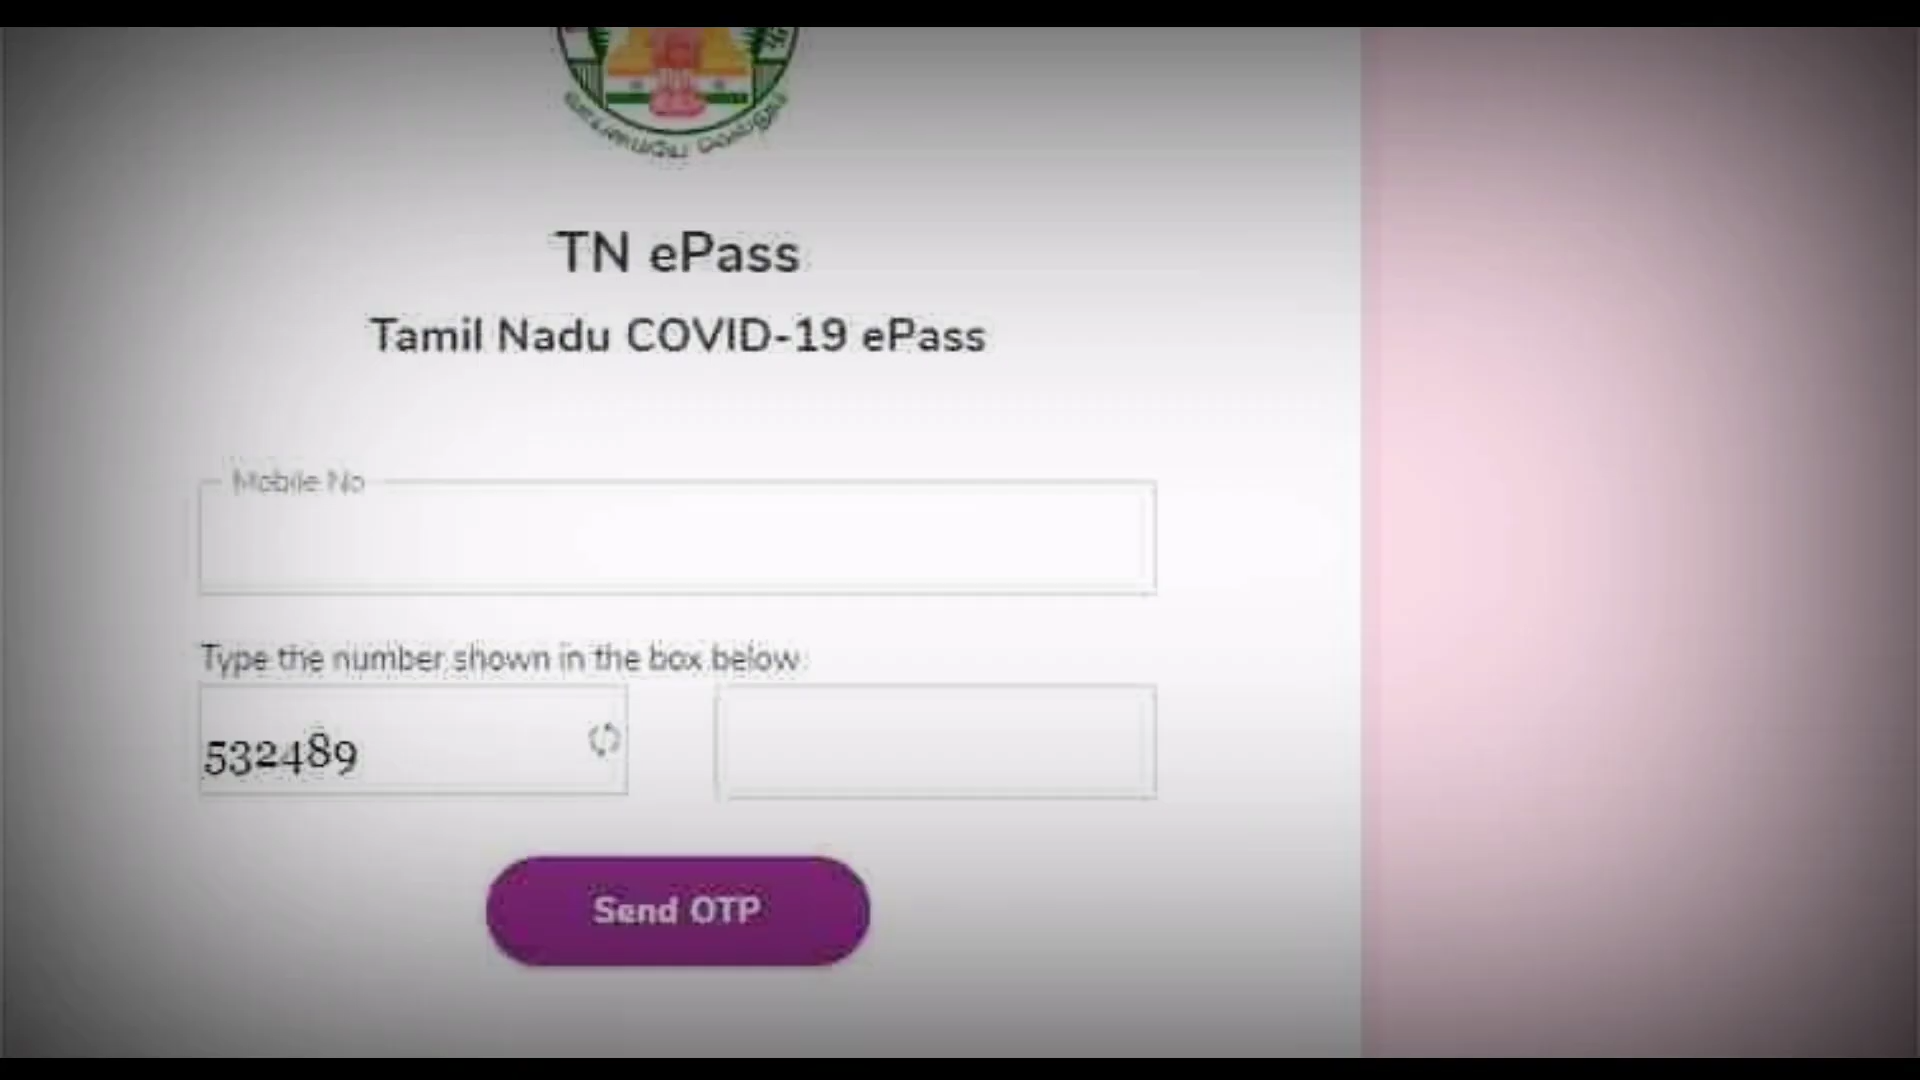 TN ePass
Tamil Nadu COVID-19 ePass
Mobile No
Type the number shown in the box below:
532489
Send OTP